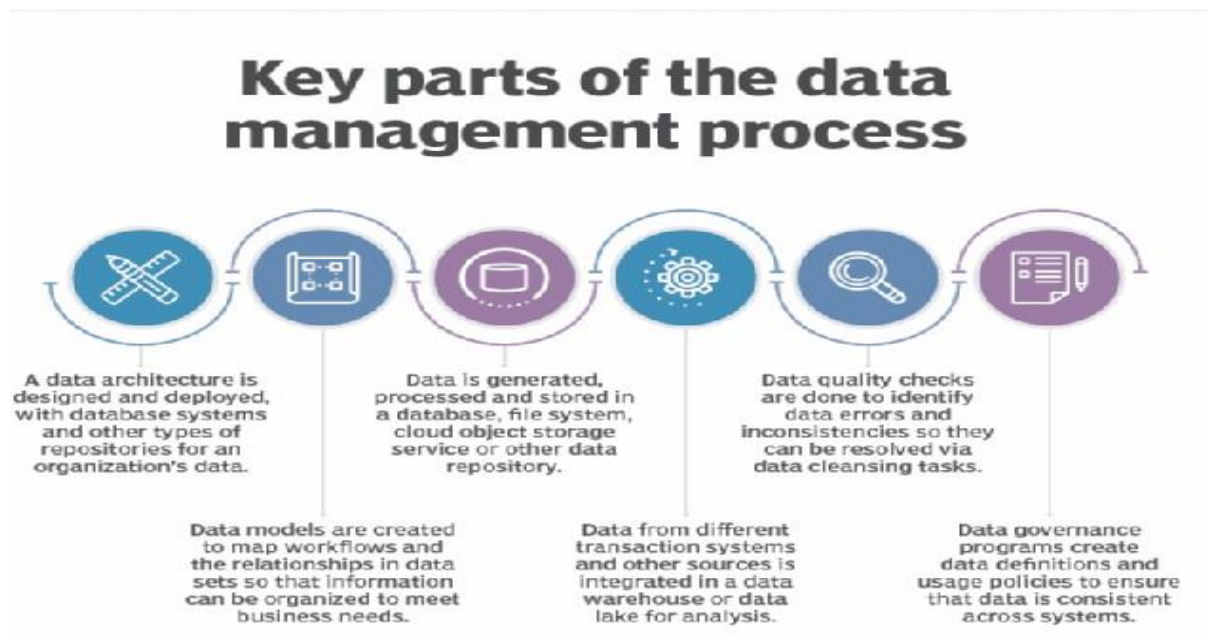 Key parts of the data
management process
A data architecture is
designed and deployed,
with database systems
and other types of
repositories for an
organization's data.
Data models are created
to map workflows and
the relationships in data
sets so that information
can be organized to meet
business needs.
Data is generated,
processed and stored in
a database, file system,
cloud object storage
service or other data
repository.
Data from different
transaction systems
and other sources is
integrated in a data
warehouse or data
lake for analysis.
Data quality checks
are done to identify
data errors and
inconsistencies so they
can be resolved via
data cleansing tasks.
Data governance
programs create
data definitions and
usage policies to ensure
that data is consistent
across systems.